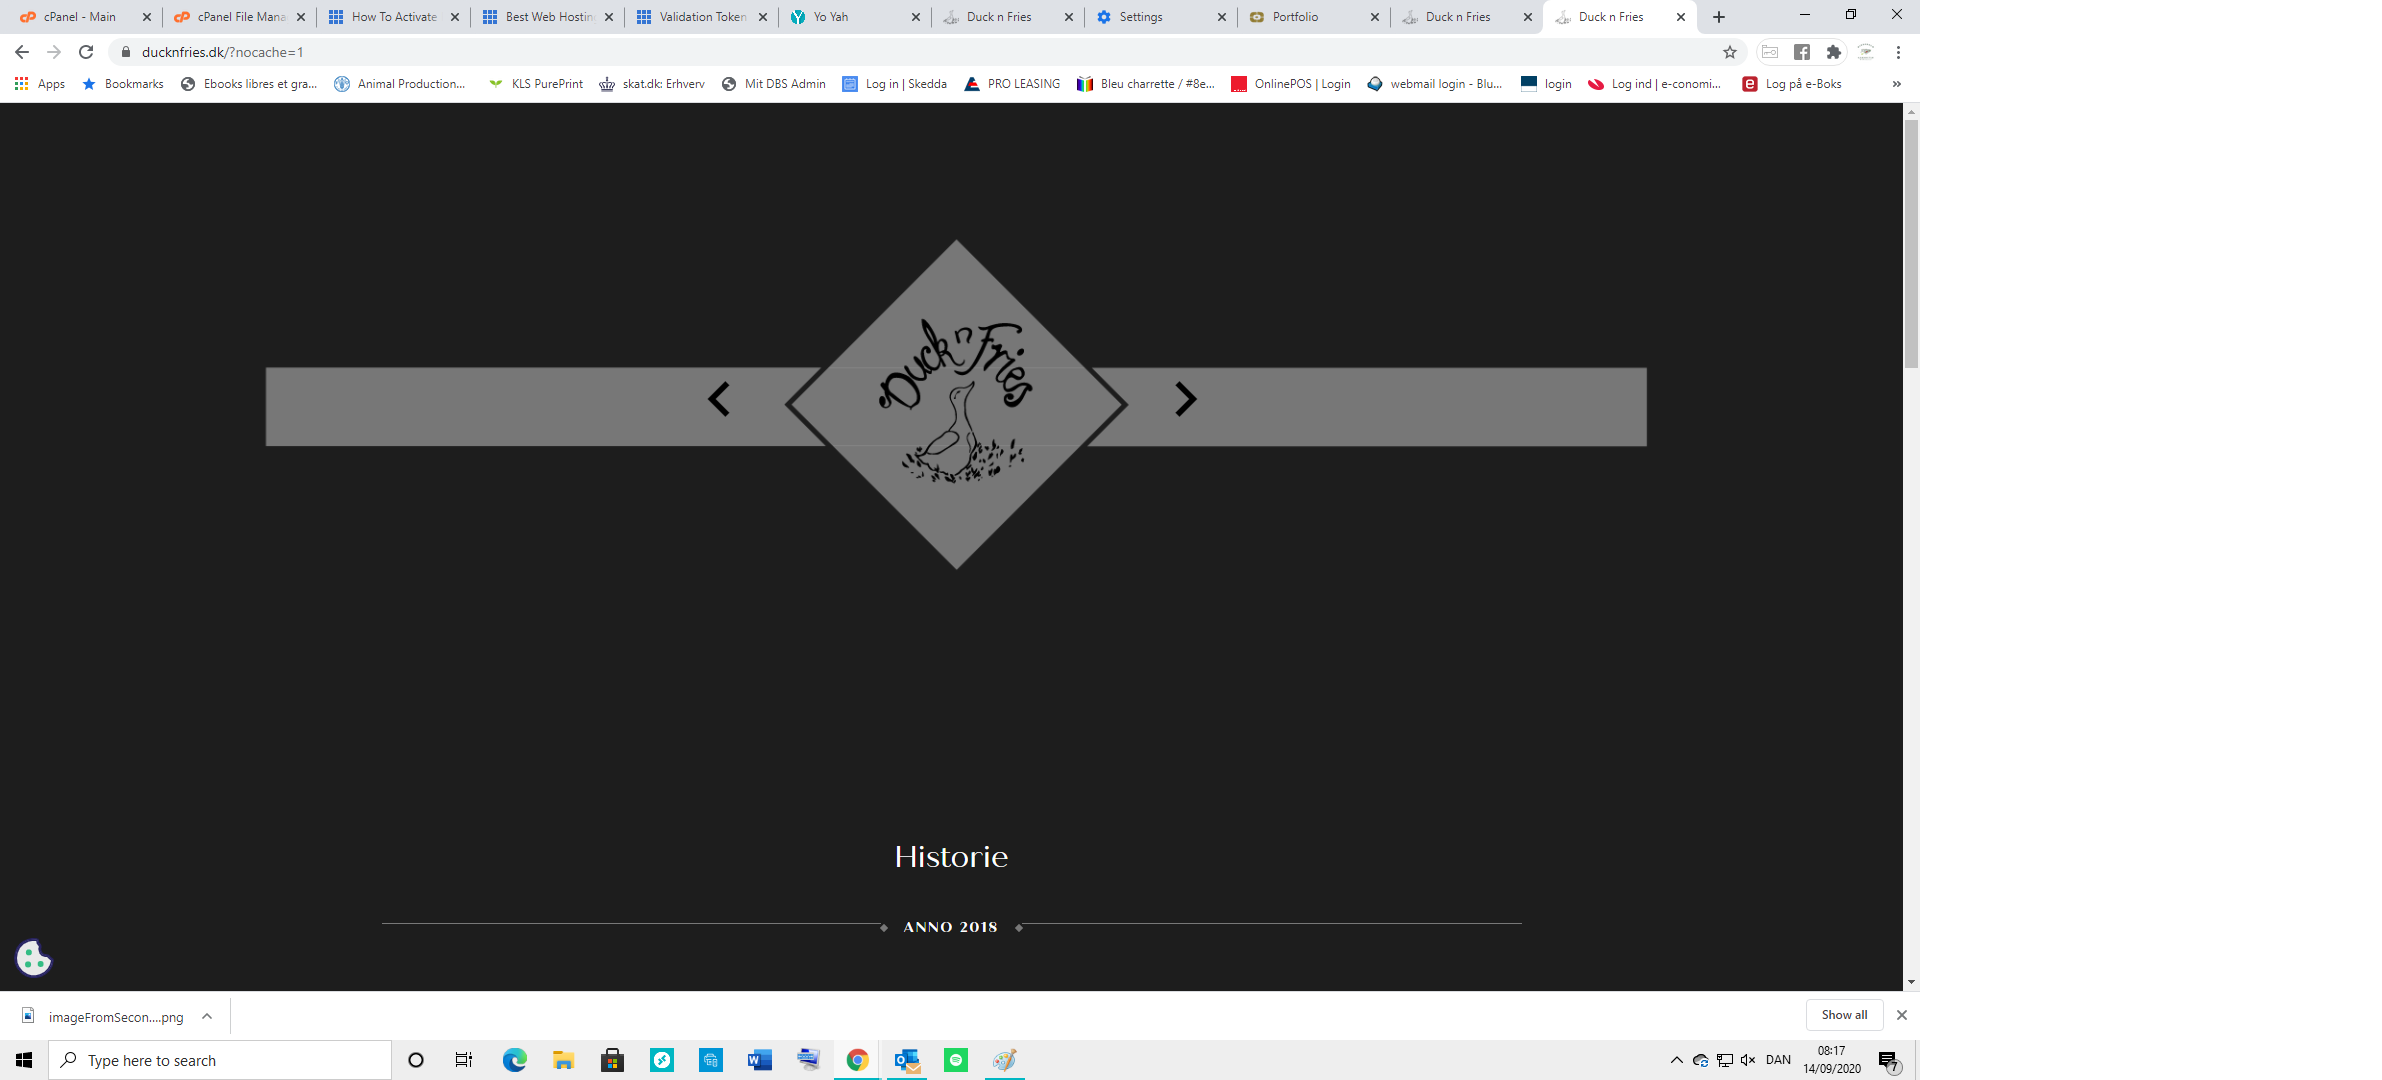 cPanel - Main
cPanel File Mana
How To Activate
Best Web Hostin
Validation Token
Yo Yah
Duck n Fries
Settings
Portfolio
Duck n Fries
Duck n Fries
ducknfries.dk/?nocache=1
Apps
Bookmarks
Ebooks libres et gra...
Animal Production...
KLS PurePrint
skat.dk: Erhverv
Mit DBS Admin
Log in | Skedda
PRO LEASING
Bleu charrette / #8e...
OnlinePOS | Login
webmail login - Blu...
login
Log ind | e-conomi...
Log på e-Boks
»
Duck n Fries
Historie
ANNO 2018
imageFromSecon....png
Show all
Type here to search
DAN
08:17
14/09/2020
7